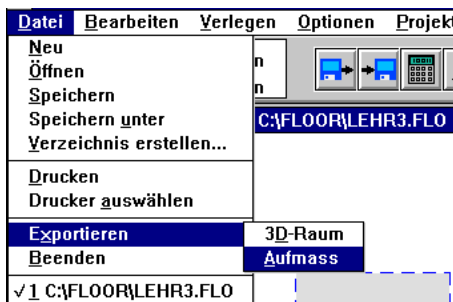 Datei Bearbeiten Verlegen Optionen Projekt
Neu
Öffnen
Speichern
Speichern unter
Verzeichnis erstellen...
Drucken
Drucker auswählen
Exportieren
Beenden
✓1 C:\FLOOR\LEHR3.FLO
n
n
C:\FLOOR\LEHR3.FLO
3D-Raum
Aufmass